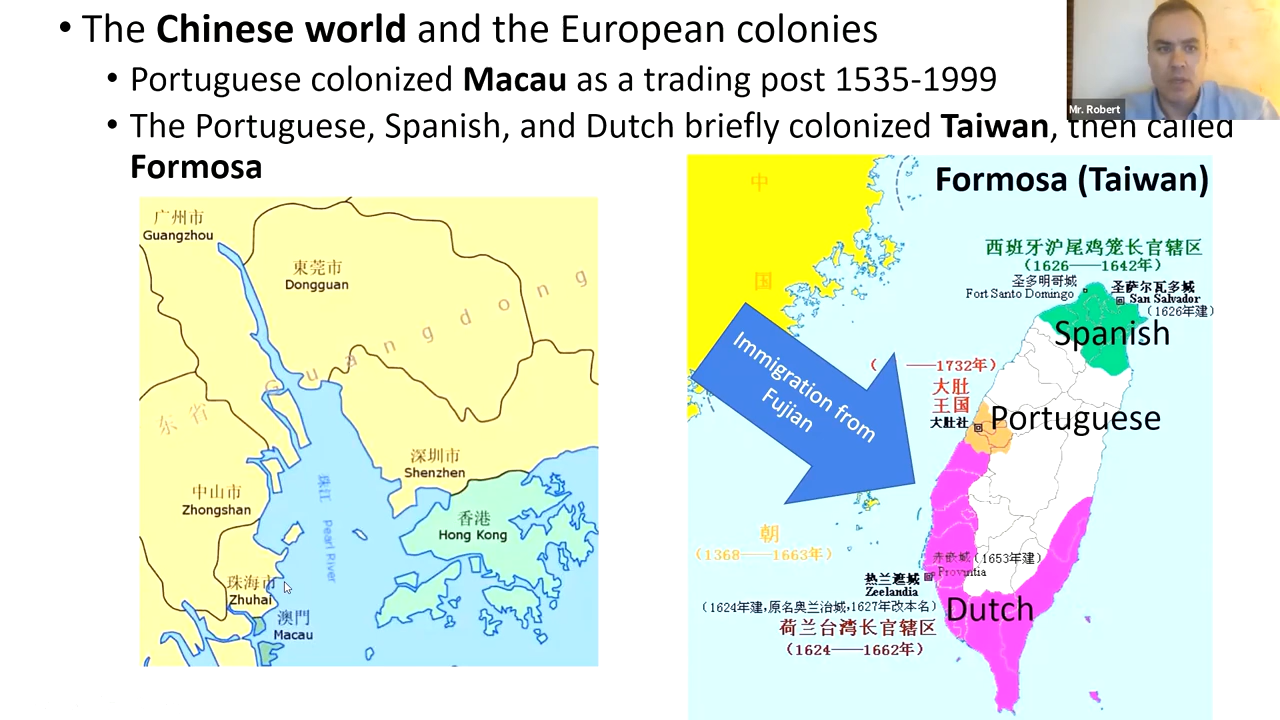 • The Chinese world and the European colonies
• Portuguese colonized Macau as a trading post 1535-1999
• The Portuguese, Spanish, and Dutch briefly colonized Taiwan, then called
Formosa
Mr. Robert
广州市
Guangzhou
東莞市
Dongguan
Guangdong
东省
深圳市
Shenzhen
中山市
Zhongshan
珠江 Pearl River
香港
Hong Kong
珠海市
Zhuhai
澳門
Macau
Formosa (Taiwan)
中
国
西班牙沪尾鸡笼长官辖区
(1626——1642年)
圣多明哥城
Fort Santo Domingo
圣萨尔瓦多城
San Salvador
(1626年建)
Spanish
Immigration from
Fujian
( ——1732年)
大肚
王国
大肚社
Portuguese
朝
(1368——1663年)
赤嵌城(1653年建)
Provintia
热兰遮城
Zeelandia
(1624年建,原名奥兰治城,1627年改本名)
Dutch
荷兰台湾长官辖区
(1624——1662年)